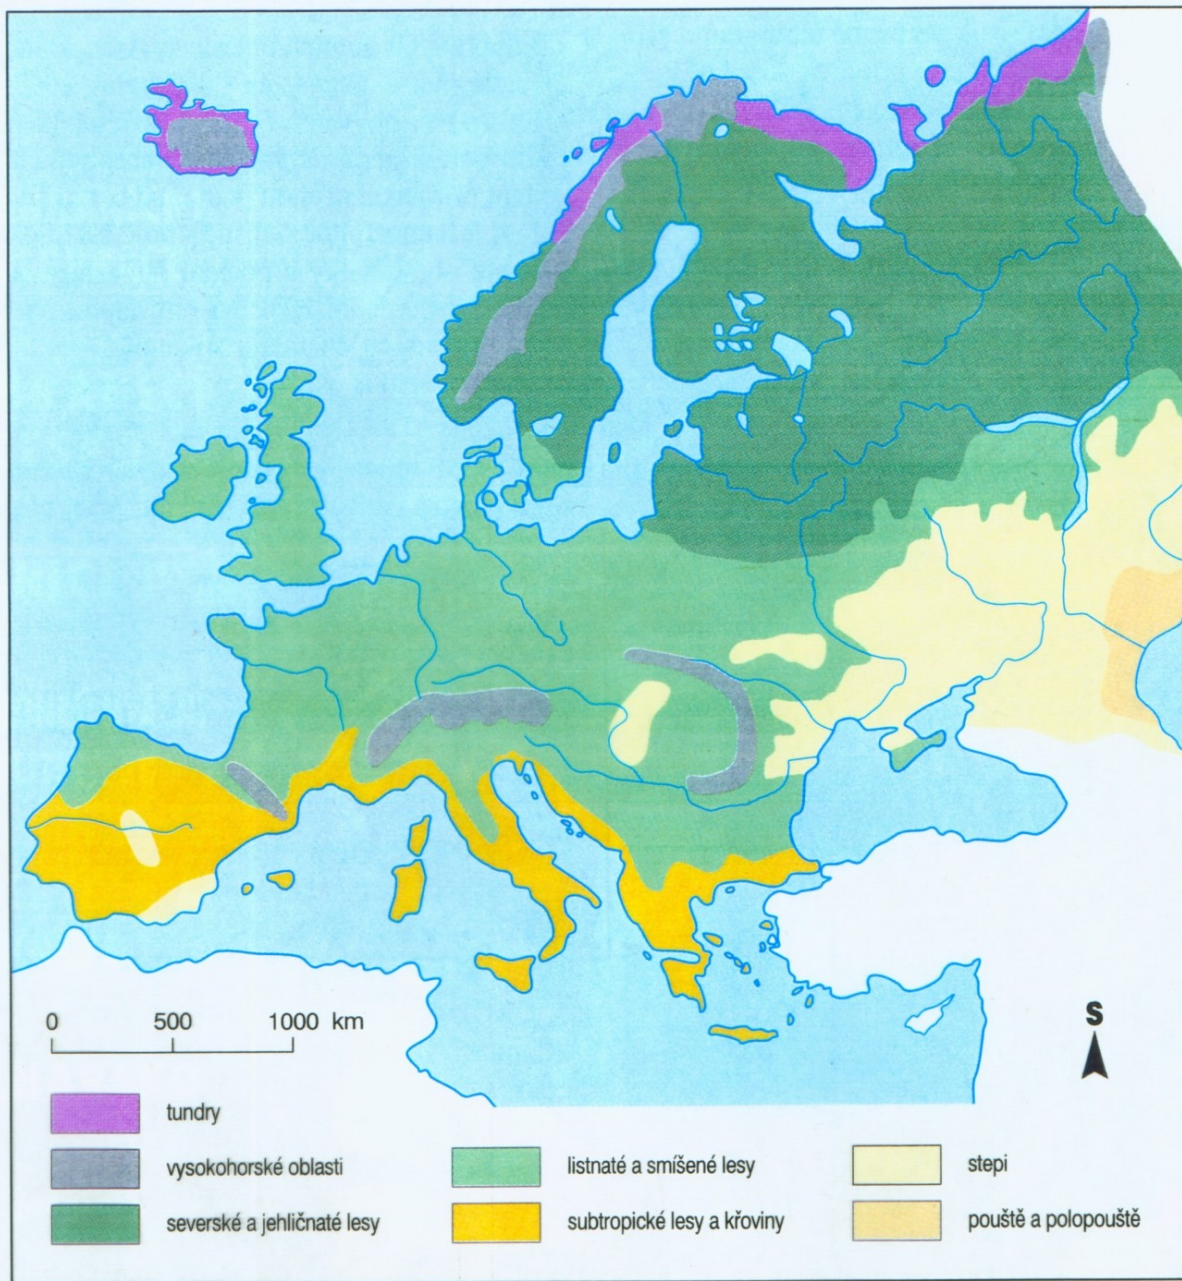 S
0 500 1000 km
tundry
vysokohorské oblasti
severské a jehličnaté lesy
listnaté a smíšené lesy
subtropické lesy a křoviny
stepi
pouště a polopouště